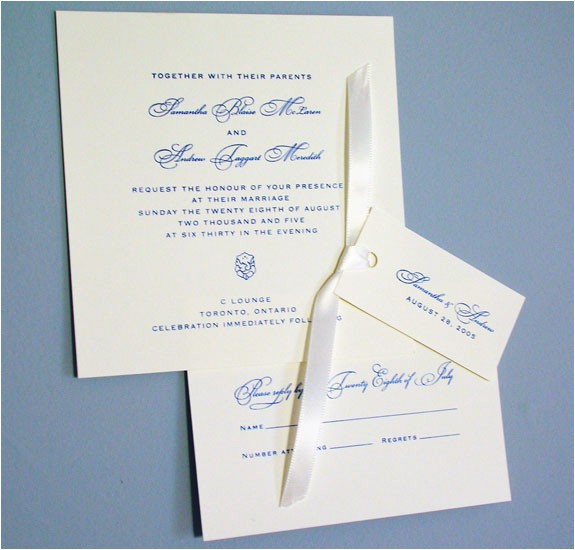 TOGETHER WITH THEIR PARENTS
Samantha Blaise McLaren
AND
Andrew Taggart Meredith
REQUEST THE HONOUR OF YOUR PRESENCE
AT THEIR MARRIAGE
SUNDAY THE TWENTY EIGHTH OF AUGUST
TWO THOUSAND AND FIVE
AT SIX THIRTY IN THE EVENING
C LOUNGE
TORONTO, ONTARIO
CELEBRATION IMMEDIATELY
Samantha & Andrew
AUGUST 28, 2005
Please reply by Twenty Eighth of July
NAME
NUMBER REGRETS